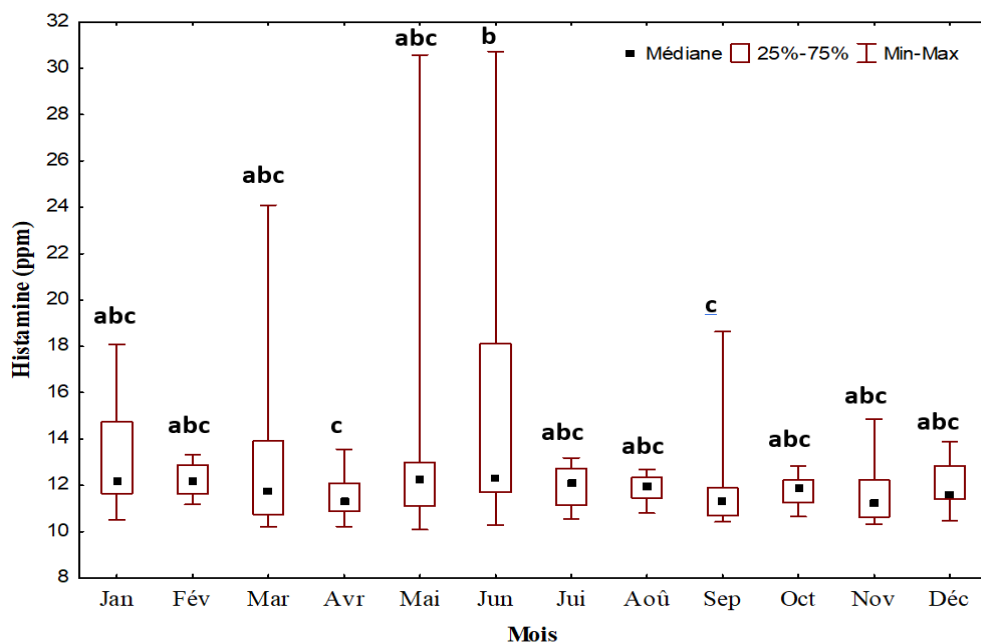 32
30
28
26
24
22
20
18
16
14
12
10
8
Histamine (ppm)
Médiane 25%-75% Min-Max
abc
abc
abc
c
abc
b
abc
abc
c
abc
abc
abc
Jan Fév Mar Avr Mai Jun Jui Aoû Sep Oct Nov Déc
Mois